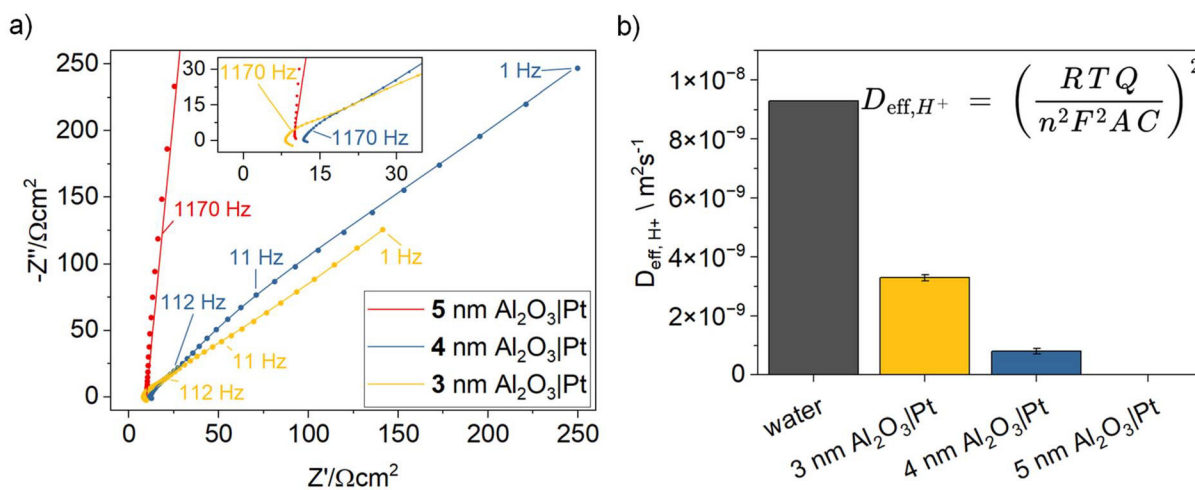 a)
250
200
150
100
50
0
-Z''/Ωcm²
0
50
100
150
200
250
Z'/Ωcm²
30
15
0
0
15
30
1170 Hz
1170 Hz
1170 Hz
1 Hz
11 Hz
1 Hz
112 Hz
11 Hz
112 Hz
5 nm Al₂O₃|Pt
4 nm Al₂O₃|Pt
3 nm Al₂O₃|Pt
b)
1×10⁻⁸
8×10⁻⁹
6×10⁻⁹
4×10⁻⁹
2×10⁻⁹
0
D_eff, H+ \ m²s⁻¹
D_eff,H⁺ = (RTQ / n²F²AC)²
water
3 nm Al₂O₃|Pt
4 nm Al₂O₃|Pt
5 nm Al₂O₃|Pt